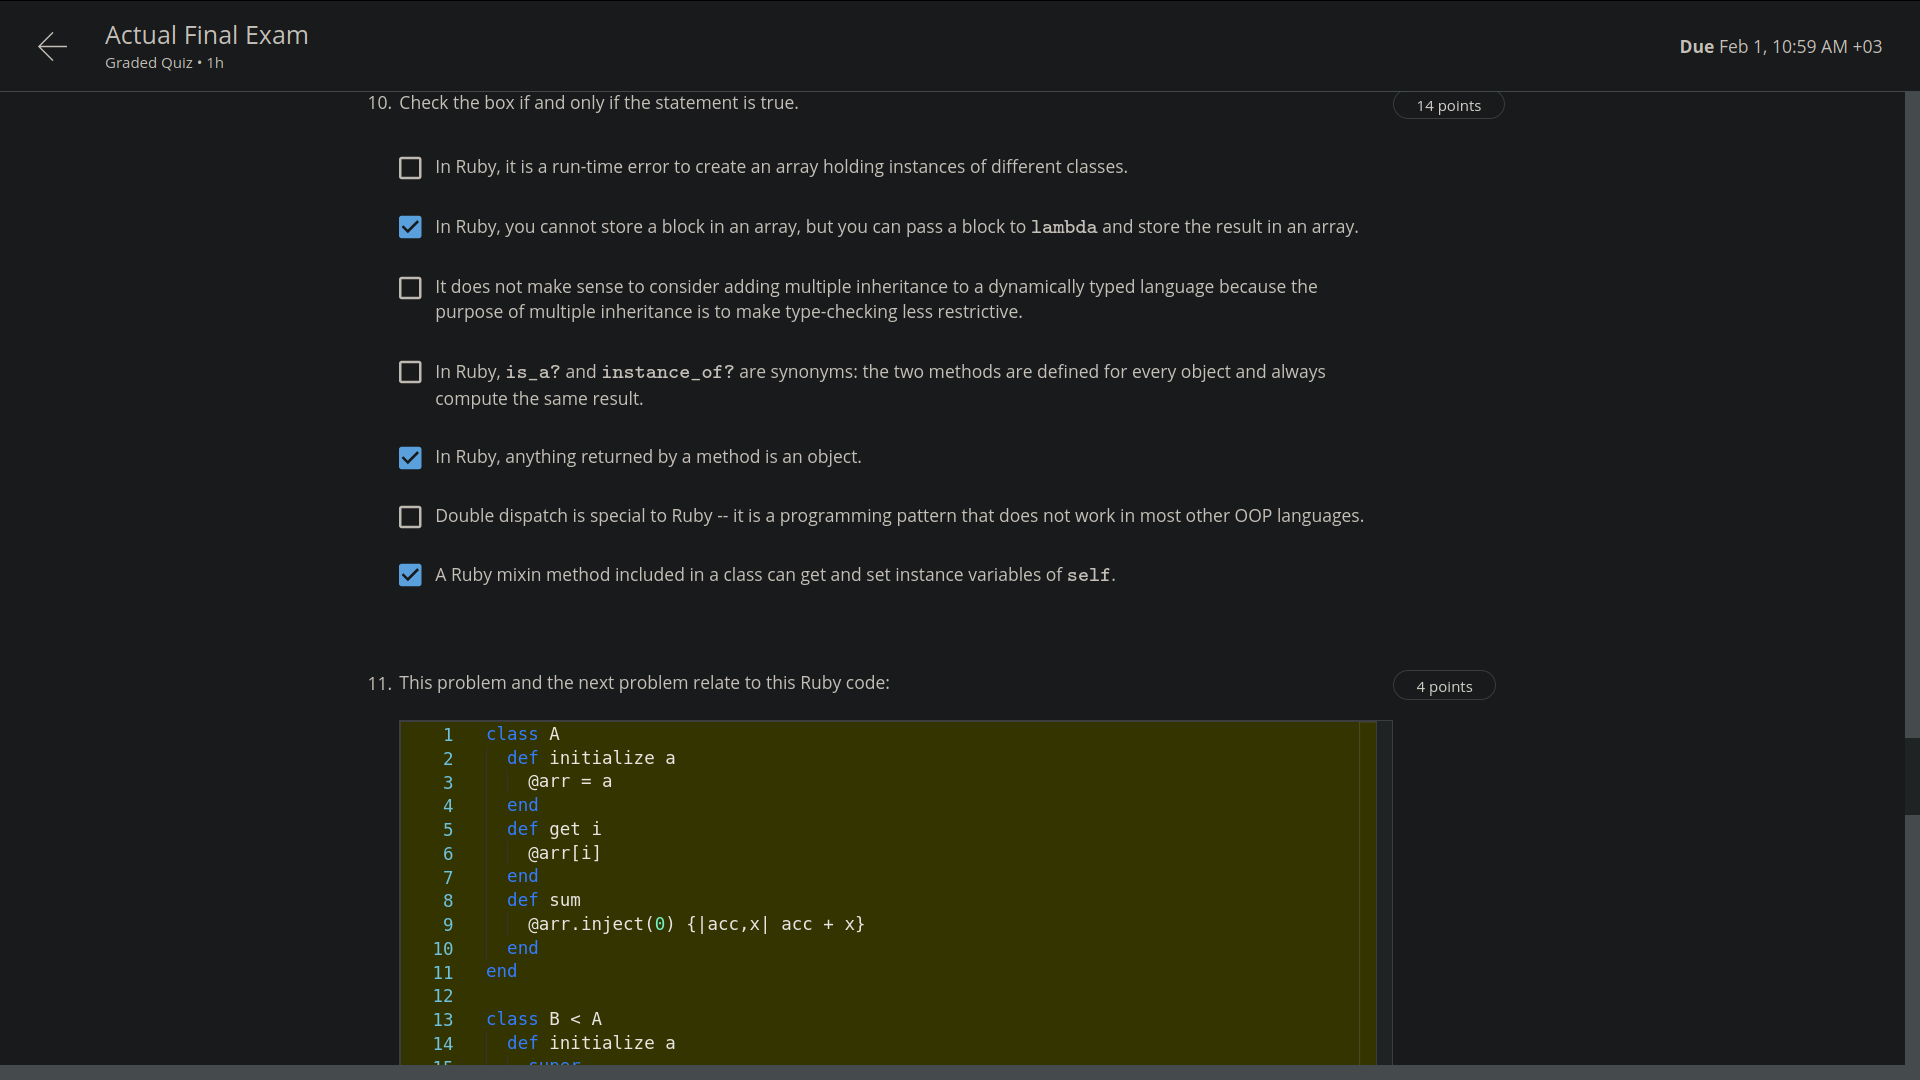 Actual Final Exam
Graded Quiz • 1h
Due Feb 1, 10:59 AM +03
10. Check the box if and only if the statement is true.
14 points
In Ruby, it is a run-time error to create an array holding instances of different classes.
In Ruby, you cannot store a block in an array, but you can pass a block to lambda and store the result in an array.
It does not make sense to consider adding multiple inheritance to a dynamically typed language because the
purpose of multiple inheritance is to make type-checking less restrictive.
In Ruby, is_a? and instance_of? are synonyms: the two methods are defined for every object and always
compute the same result.
In Ruby, anything returned by a method is an object.
Double dispatch is special to Ruby -- it is a programming pattern that does not work in most other OOP languages.
A Ruby mixin method included in a class can get and set instance variables of self.
11. This problem and the next problem relate to this Ruby code:
4 points
1 class A
2 def initialize a
3 @arr = a
4 end
5 def get i
6 @arr[i]
7 end
8 def sum
9 @arr.inject(0) {|acc,x| acc + x}
10 end
11 end
12
13 class B < A
14 def initialize a
15 super